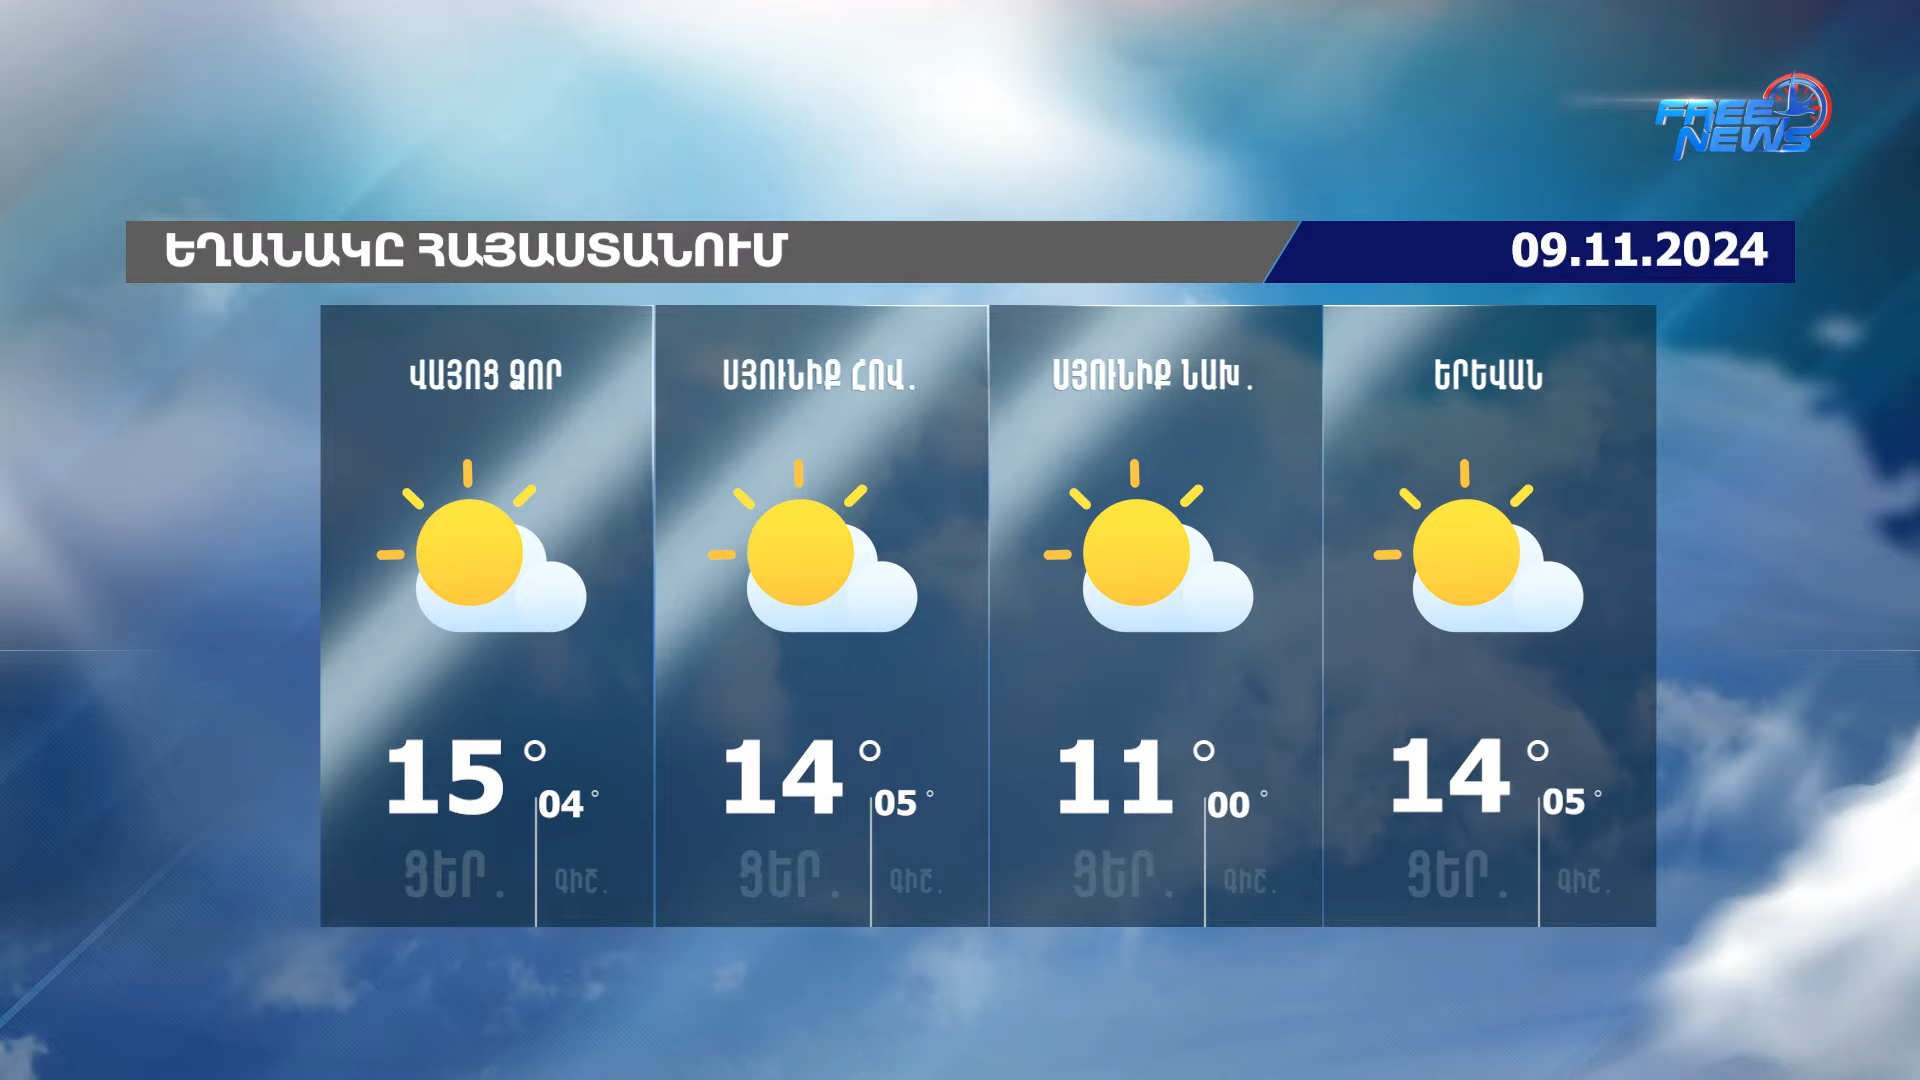 FREE
NEWS
ԵՂԱՆԱԿԸ ՀԱՅԱՍՏԱՆՈՒՄ
09.11.2024
ՎԱՅՈՑ ՁՈՐ
ՍՅՈՒՆԻՔ ՀՈՎ.
ՍՅՈՒՆԻՔ ՆԱԽ.
ԵՐԵՎԱՆ
15° 04°
14° 05°
11° 00°
14° 05°
ՑԵՐ. ԳԻՇ.
ՑԵՐ. ԳԻՇ.
ՑԵՐ. ԳԻՇ.
ՑԵՐ. ԳԻՇ.